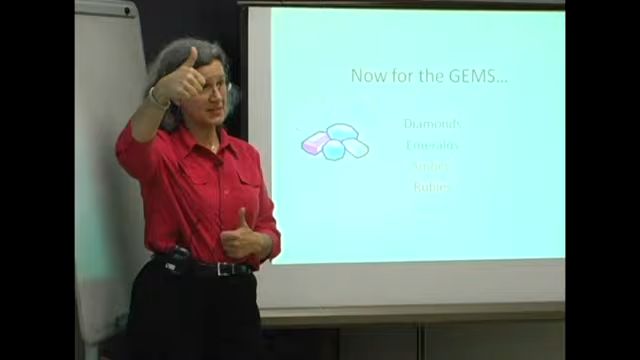 Now for the GEMS...
Diamonds
Emeralds
Amber
Rubies